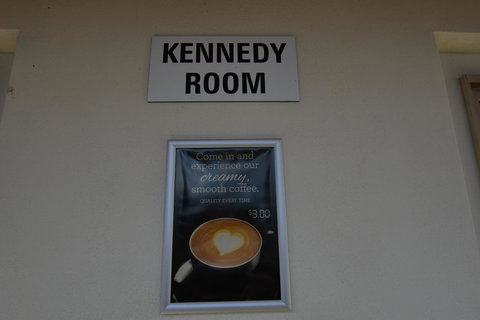 KENNEDY
ROOM
Come in and
experience our
creamy,
smooth coffee.
QUALITY EVERY TIME
$3.00